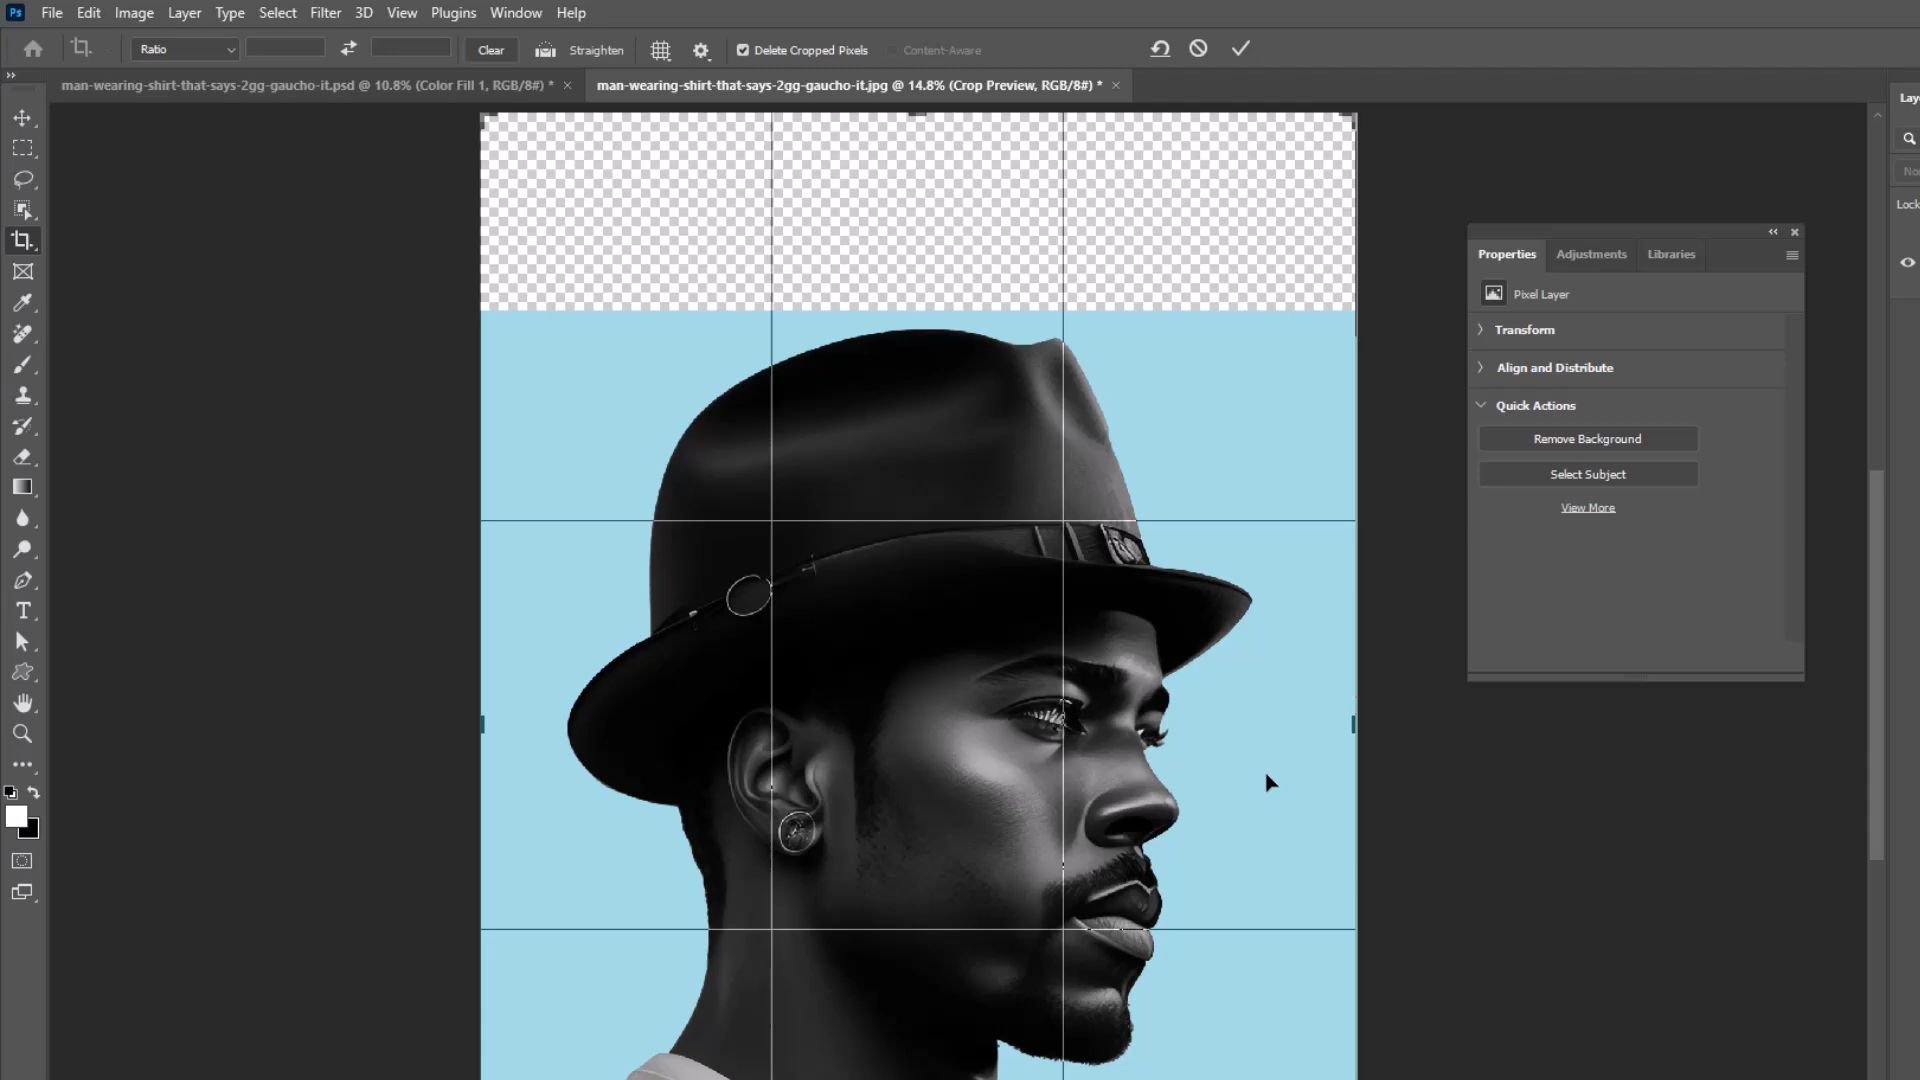 Ps File Edit Image Layer Type Select Filter 3D View Plugins Window Help
Ratio Clear Straighten Delete Cropped Pixels Content-Aware
man-wearing-shirt-that-says-2gg-gaucho-it.psd @ 10.8% (Color Fill 1, RGB/8#) * × man-wearing-shirt-that-says-2gg-gaucho-it.jpg @ 14.8% (Crop Preview, RGB/8#) * ×
Laye
No
Lock
Properties Adjustments Libraries
Pixel Layer
Transform
Align and Distribute
Quick Actions
Remove Background
Select Subject
View More